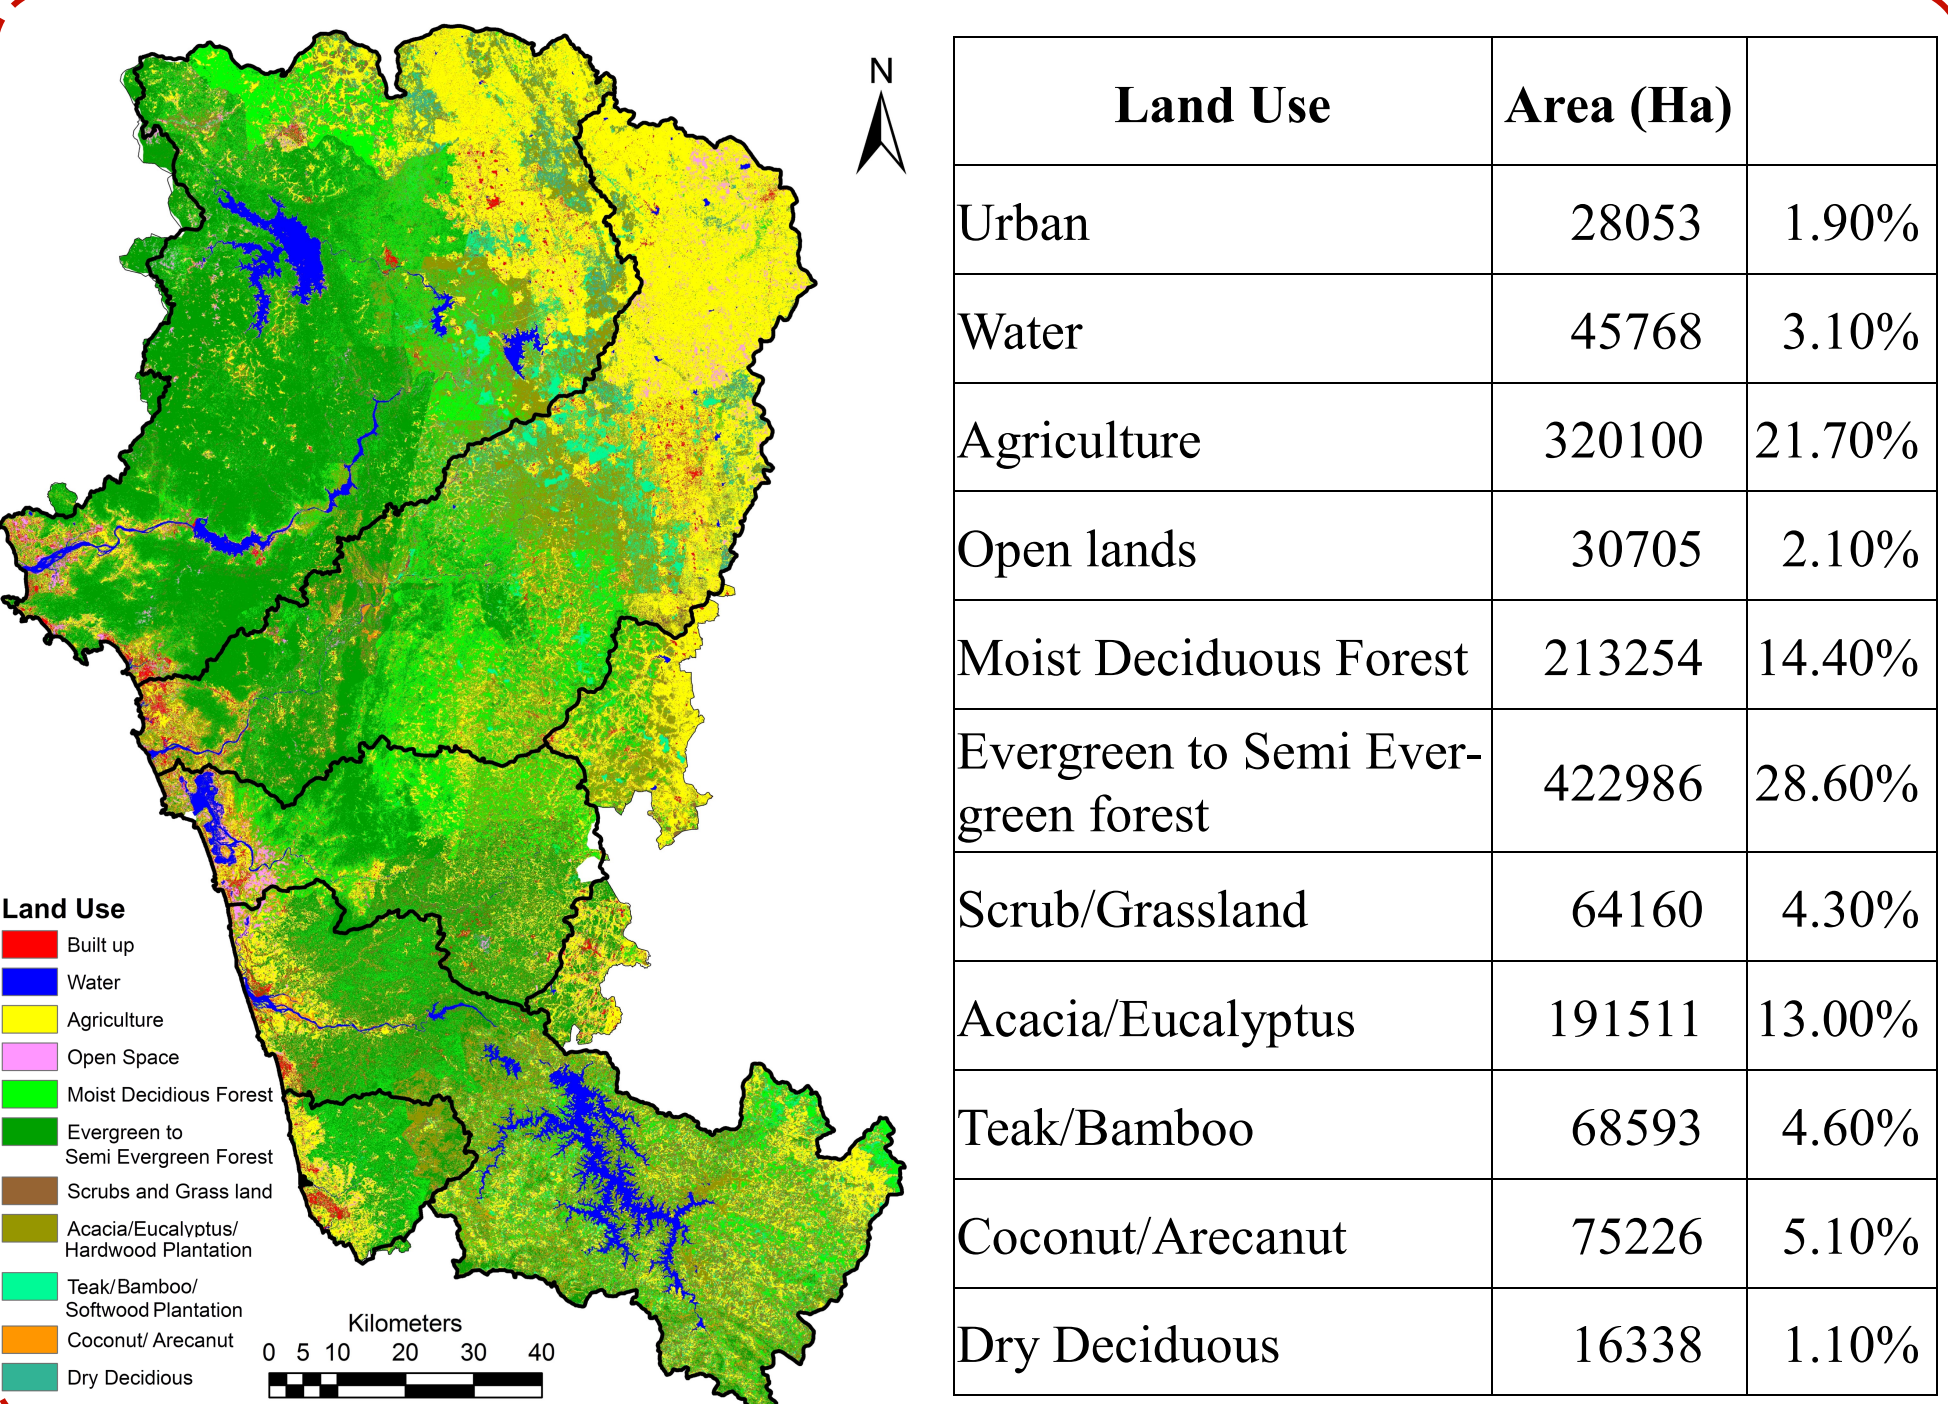 N
Land Use
Built up
Water
Agriculture
Open Space
Moist Decidious Forest
Evergreen to
Semi Evergreen Forest
Scrubs and Grass land
Acacia/Eucalyptus/
Hardwood Plantation
Teak/Bamboo/
Softwood Plantation
Coconut/ Arecanut
Dry Decidious
Kilometers
0 5 10 20 30 40
Land Use Area (Ha)
Urban 28053 1.90%
Water 45768 3.10%
Agriculture 320100 21.70%
Open lands 30705 2.10%
Moist Deciduous Forest 213254 14.40%
Evergreen to Semi Ever-
green forest 422986 28.60%
Scrub/Grassland 64160 4.30%
Acacia/Eucalyptus 191511 13.00%
Teak/Bamboo 68593 4.60%
Coconut/Arecanut 75226 5.10%
Dry Deciduous 16338 1.10%